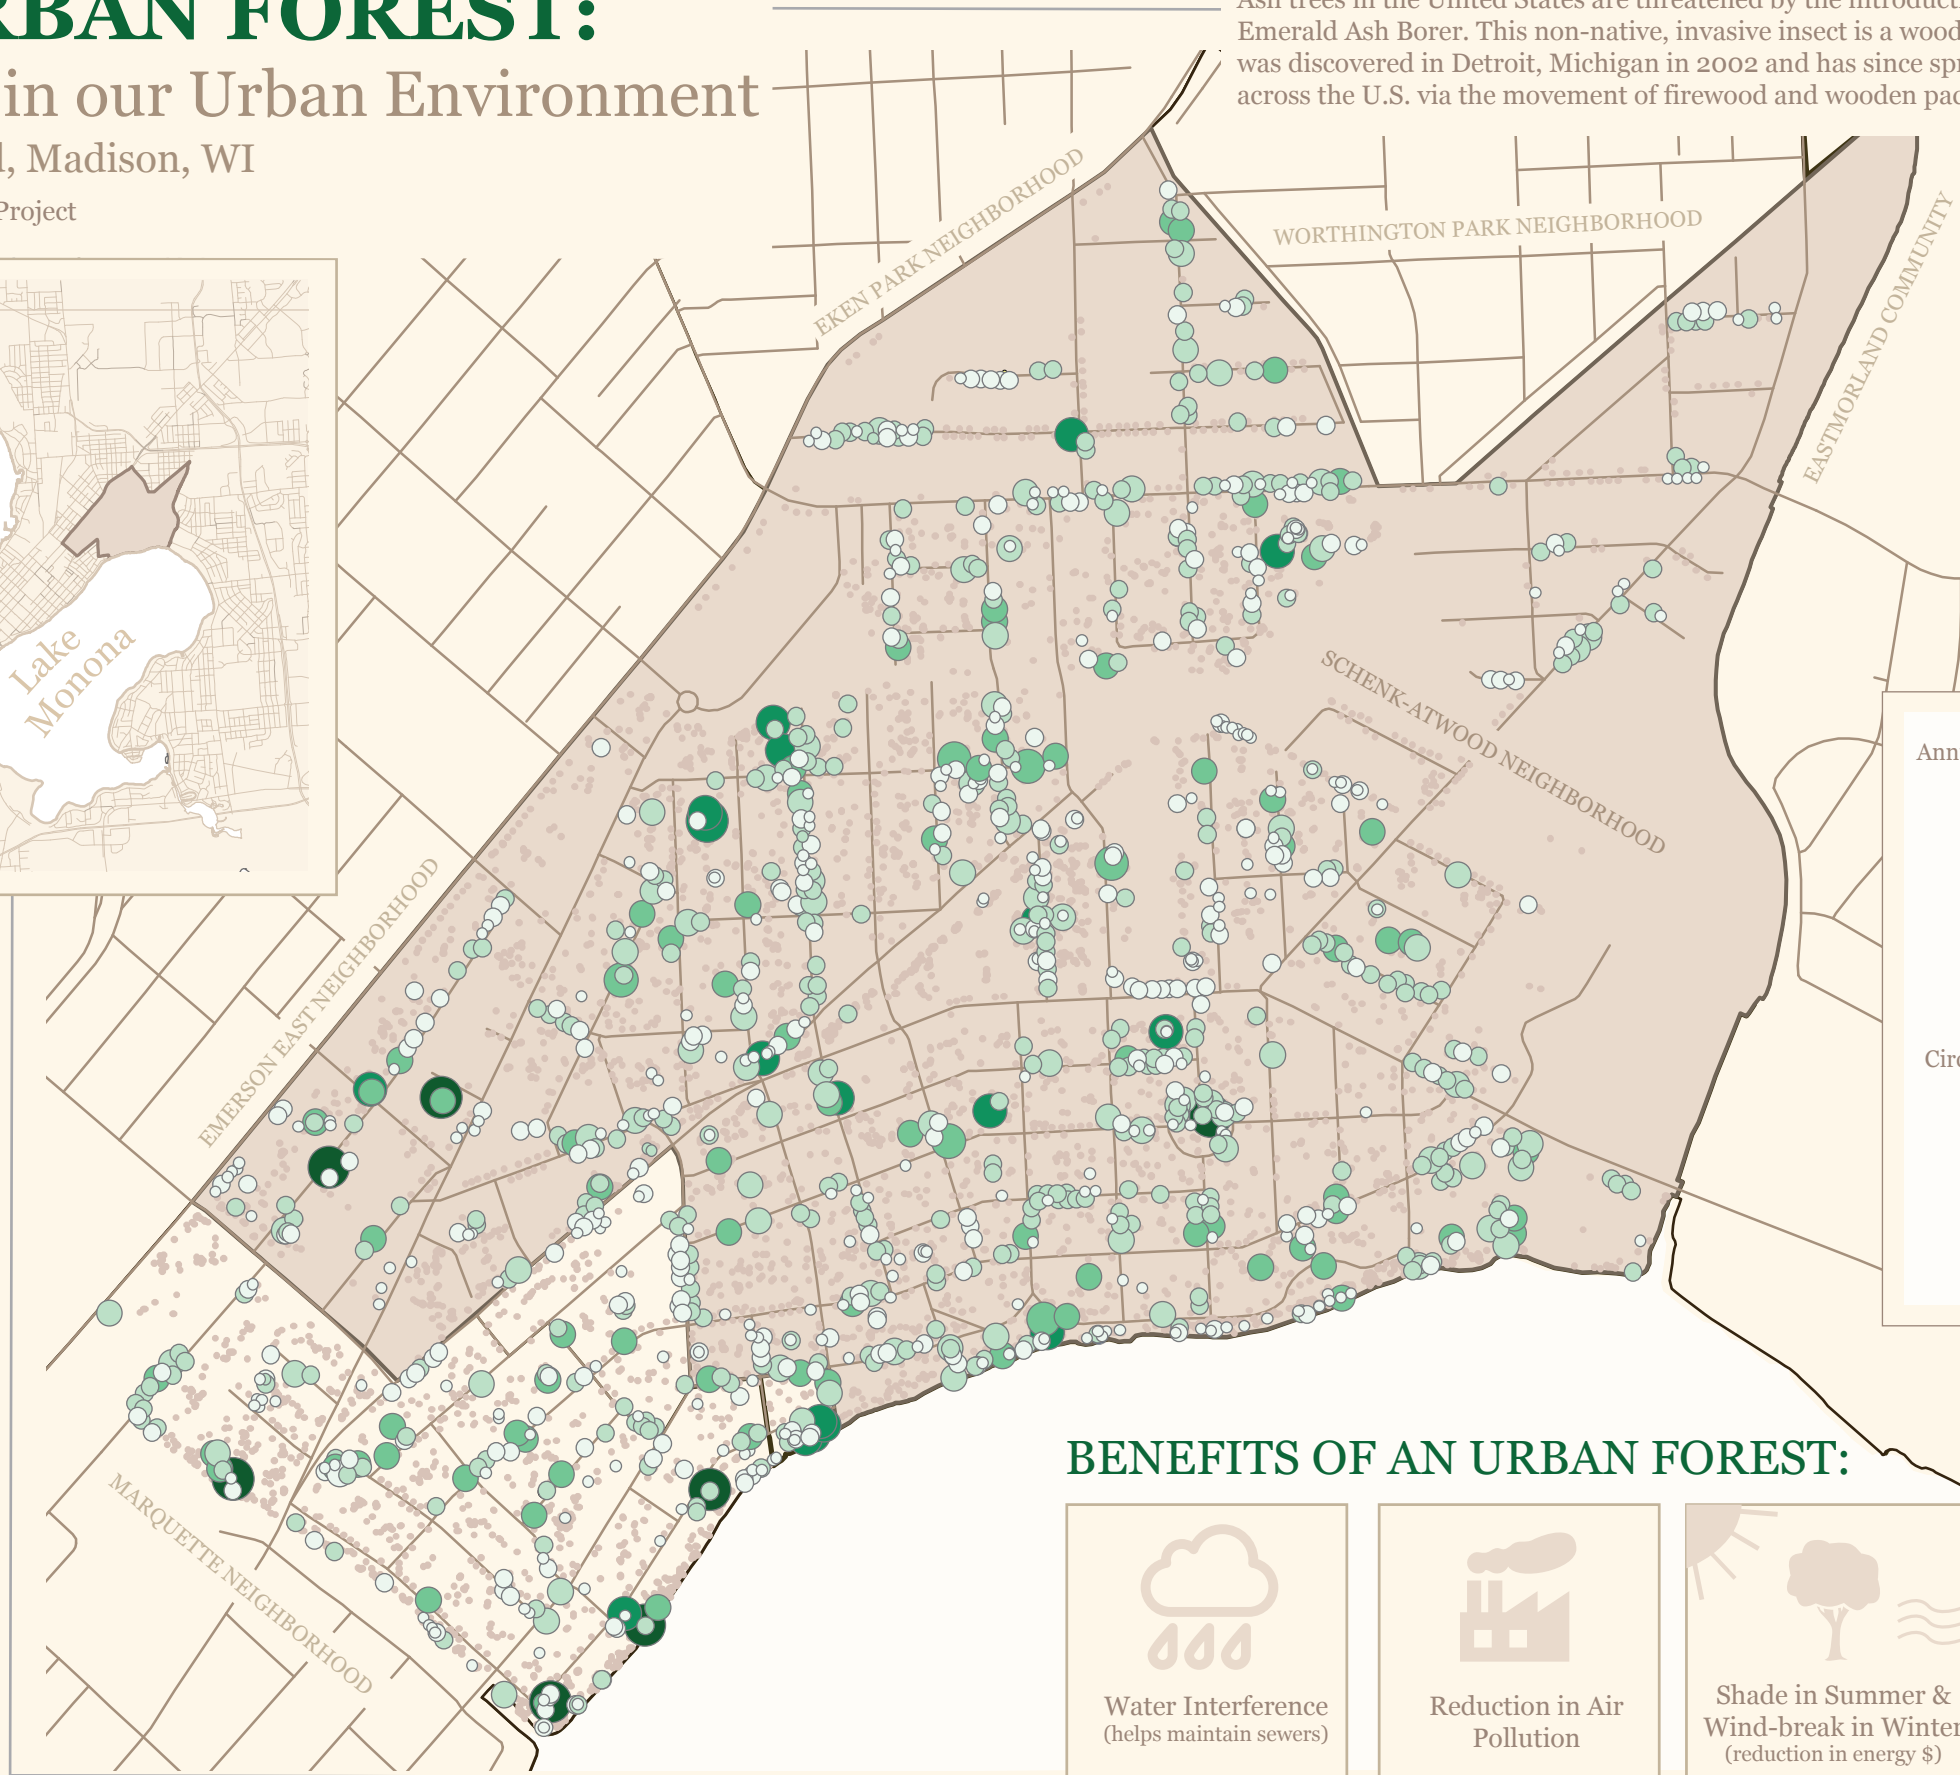 RBAN FOREST:
in our Urban Environment
d, Madison, WI
Project
Ash trees in the United States are threatened by the introducti
Emerald Ash Borer. This non-native, invasive insect is a wood
was discovered in Detroit, Michigan in 2002 and has since spr
across the U.S. via the movement of firewood and wooden pac
EKEN PARK NEIGHBORHOOD
WORTHINGTON PARK NEIGHBORHOOD
EASTMORLAND COMMUNITY
Lake
Monona
SCHENK-ATWOOD NEIGHBORHOOD
Ann
EMERSON EAST NEIGHBORHOOD
Circ
MARQUETTE NEIGHBORHOOD
BENEFITS OF AN URBAN FOREST:
Water Interference
(helps maintain sewers)
Reduction in Air
Pollution
Shade in Summer &
Wind-break in Winter
(reduction in energy $)